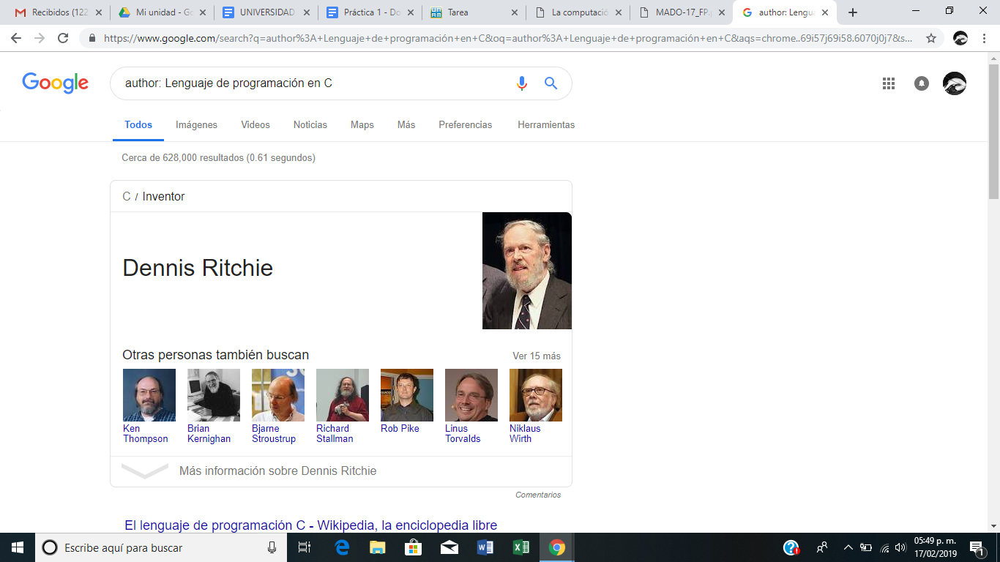 Recibidos (122
Mi unidad - Go
UNIVERSIDAD
Práctica 1 - Do
Tarea
La computació
MADO-17_FP.p
author: Lengua
https://www.google.com/search?q=author%3A+Lenguaje+de+programación+en+C&oq=author%3A+Lenguaje+de+programación+en+C&aqs=chrome..69i57j69i58.6070j0j7&s...
Google
author: Lenguaje de programación en C
Todos Imágenes Videos Noticias Maps Más Preferencias Herramientas
Cerca de 628,000 resultados (0.61 segundos)
C / Inventor
Dennis Ritchie
Otras personas también buscan
Ver 15 más
Ken
Thompson
Brian
Kernighan
Bjarne
Stroustrup
Richard
Stallman
Rob Pike
Linus
Torvalds
Niklaus
Wirth
Más información sobre Dennis Ritchie
Comentarios
El lenguaje de programación C - Wikipedia, la enciclopedia libre
Escribe aquí para buscar
05:49 p. m.
17/02/2019
1